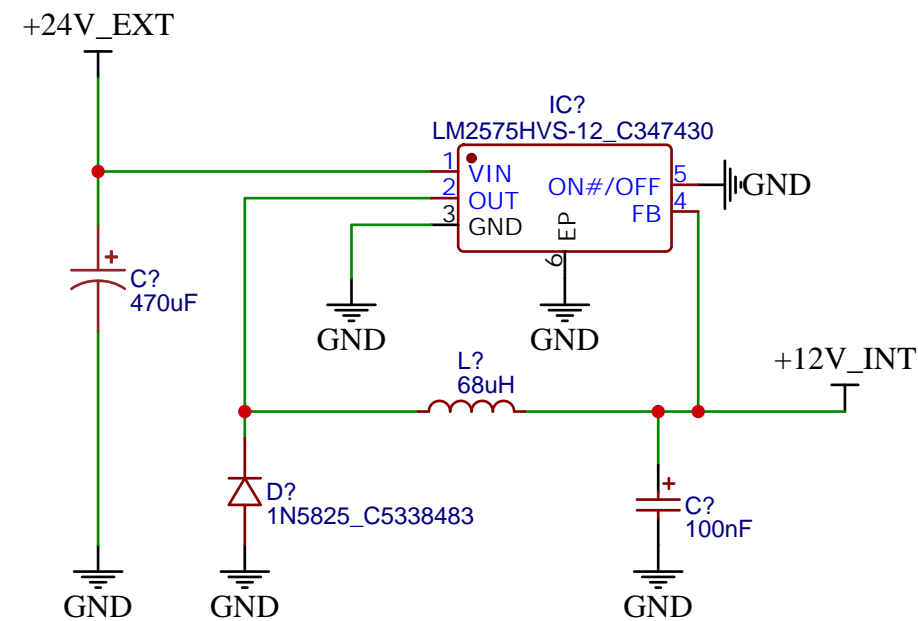 +24V_EXT
IC?
LM2575HVS-12_C347430
1
VIN
2
OUT
3
GND
ON#/OFF
5
FB
4
EP
6
GND
C?
470uF
GND
GND
L?
68uH
+12V_INT
D?
1N5825_C5338483
C?
100nF
GND
GND
GND